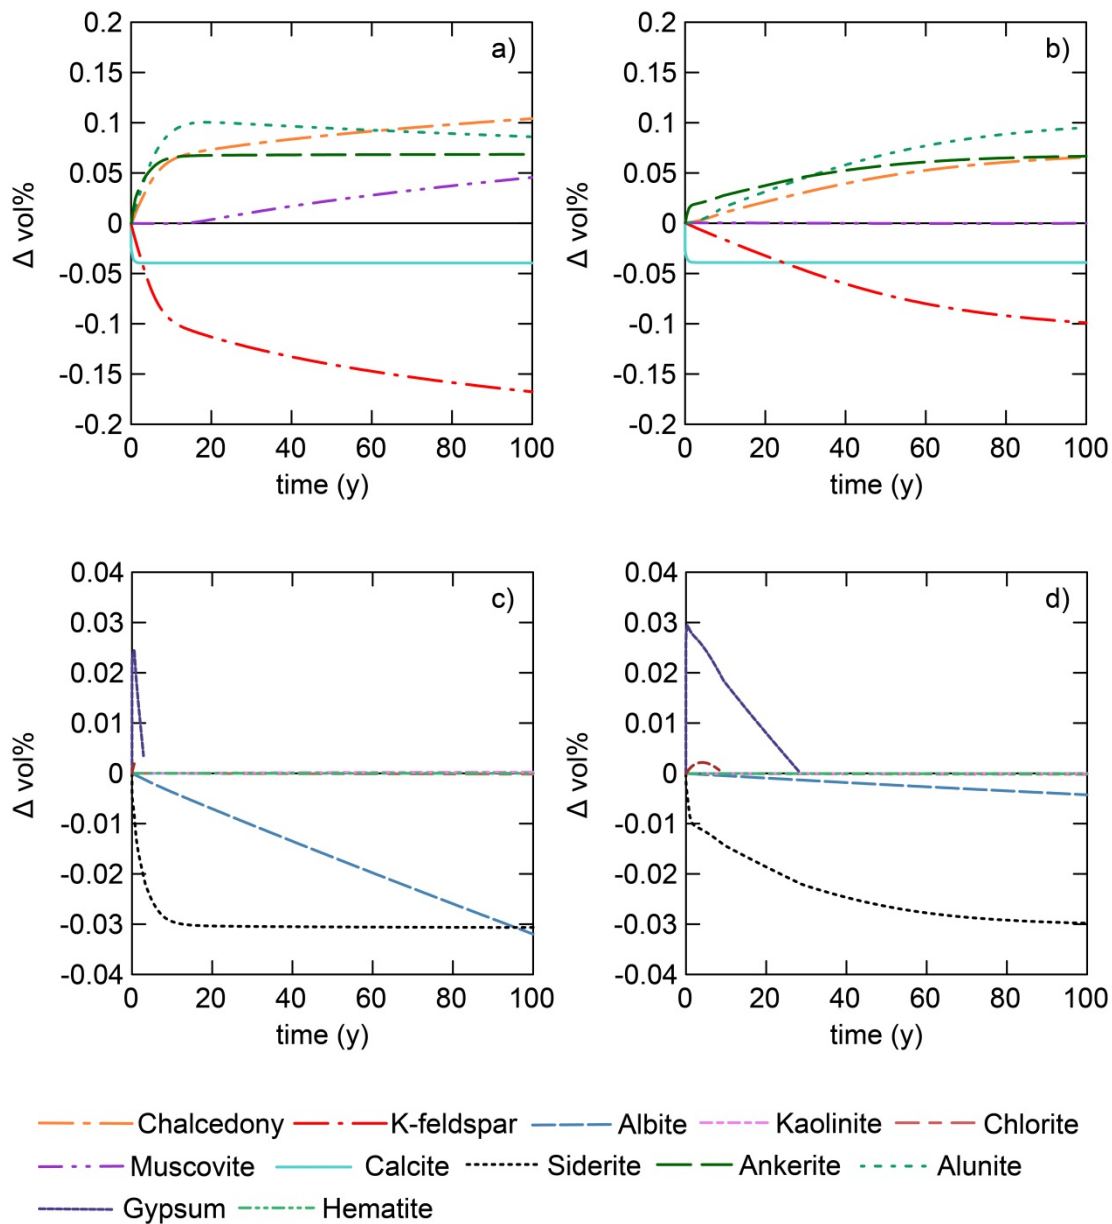 a)
0.2
0.15
0.1
0.05
0
-0.05
-0.1
-0.15
-0.2
Δ vol%
0 20 40 60 80 100
time (y)
b)
0.2
0.15
0.1
0.05
0
-0.05
-0.1
-0.15
-0.2
Δ vol%
0 20 40 60 80 100
time (y)
c)
0.04
0.03
0.02
0.01
0
-0.01
-0.02
-0.03
-0.04
Δ vol%
0 20 40 60 80 100
time (y)
d)
0.04
0.03
0.02
0.01
0
-0.01
-0.02
-0.03
-0.04
Δ vol%
0 20 40 60 80 100
time (y)
Chalcedony K-feldspar Albite Kaolinite Chlorite
Muscovite Calcite Siderite Ankerite Alunite
Gypsum Hematite